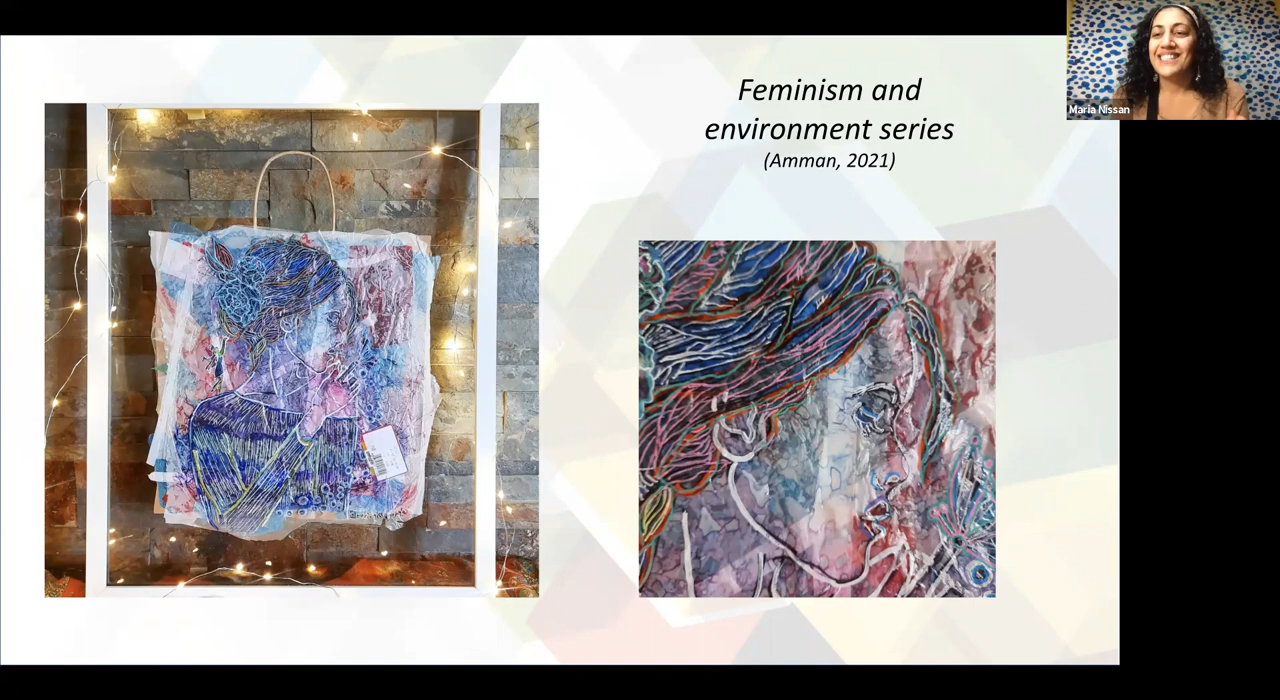 Feminism and
environment series
(Amman, 2021)
Maria Nissan